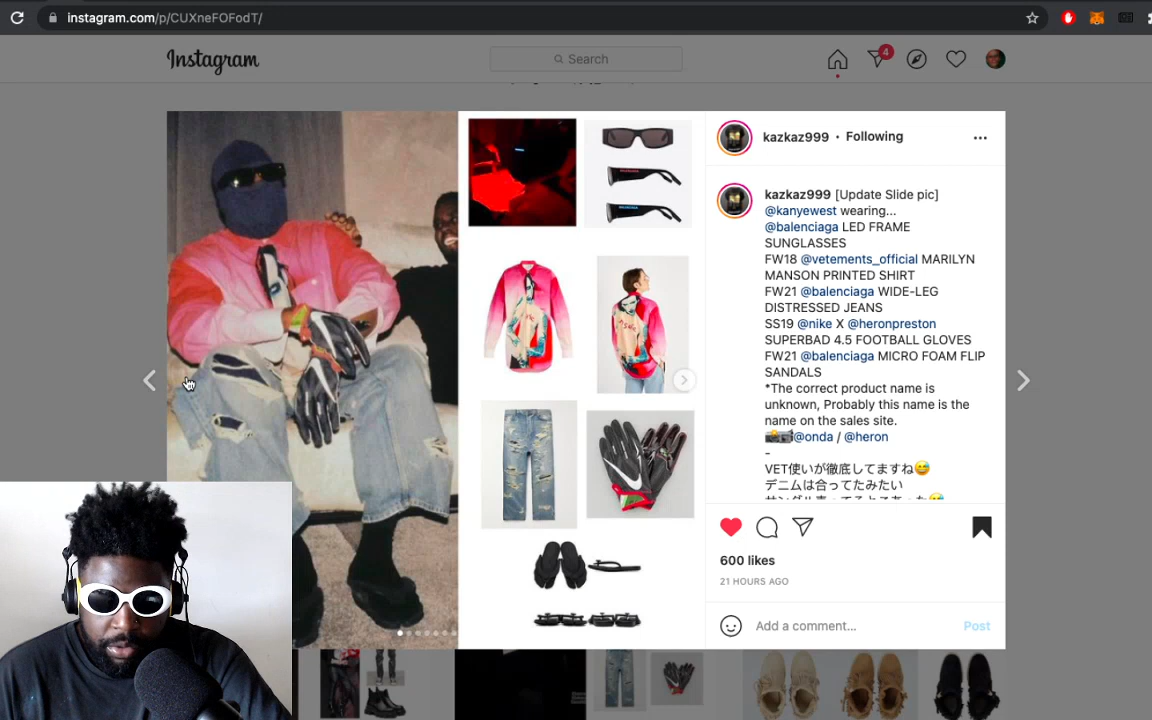 instagram.com/p/CUXneFOFodT/
Instagram
Search
4
kazkaz999 • Following
kazkaz999 [Update Slide pic]
@kanyewest wearing...
@balenciaga LED FRAME
SUNGLASSES
FW18 @vetements_official MARILYN
MANSON PRINTED SHIRT
FW21 @balenciaga WIDE-LEG
DISTRESSED JEANS
SS19 @nike X @heronpreston
SUPERBAD 4.5 FOOTBALL GLOVES
FW21 @balenciaga MICRO FOAM FLIP
SANDALS
*The correct product name is
unknown, Probably this name is the
name on the sales site.
📸@onda / @heron
-
VET使いが徹底してますね😅
デニムは合ってたみたい
600 likes
21 HOURS AGO
Add a comment...
Post